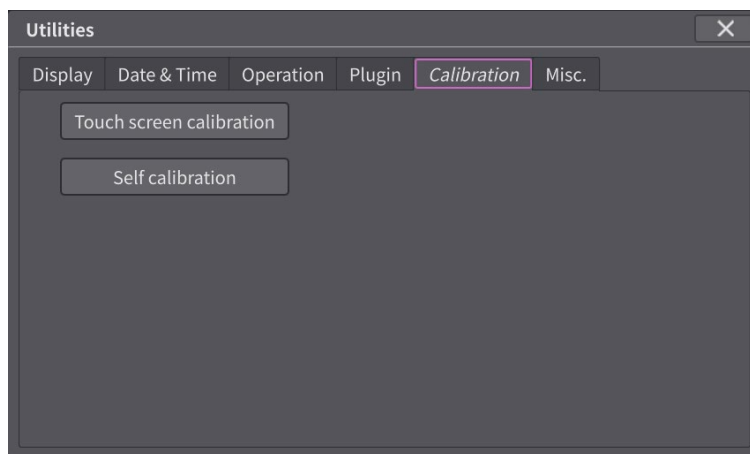 Utilities
Display Date & Time Operation Plugin Calibration Misc.
Touch screen calibration
Self calibration